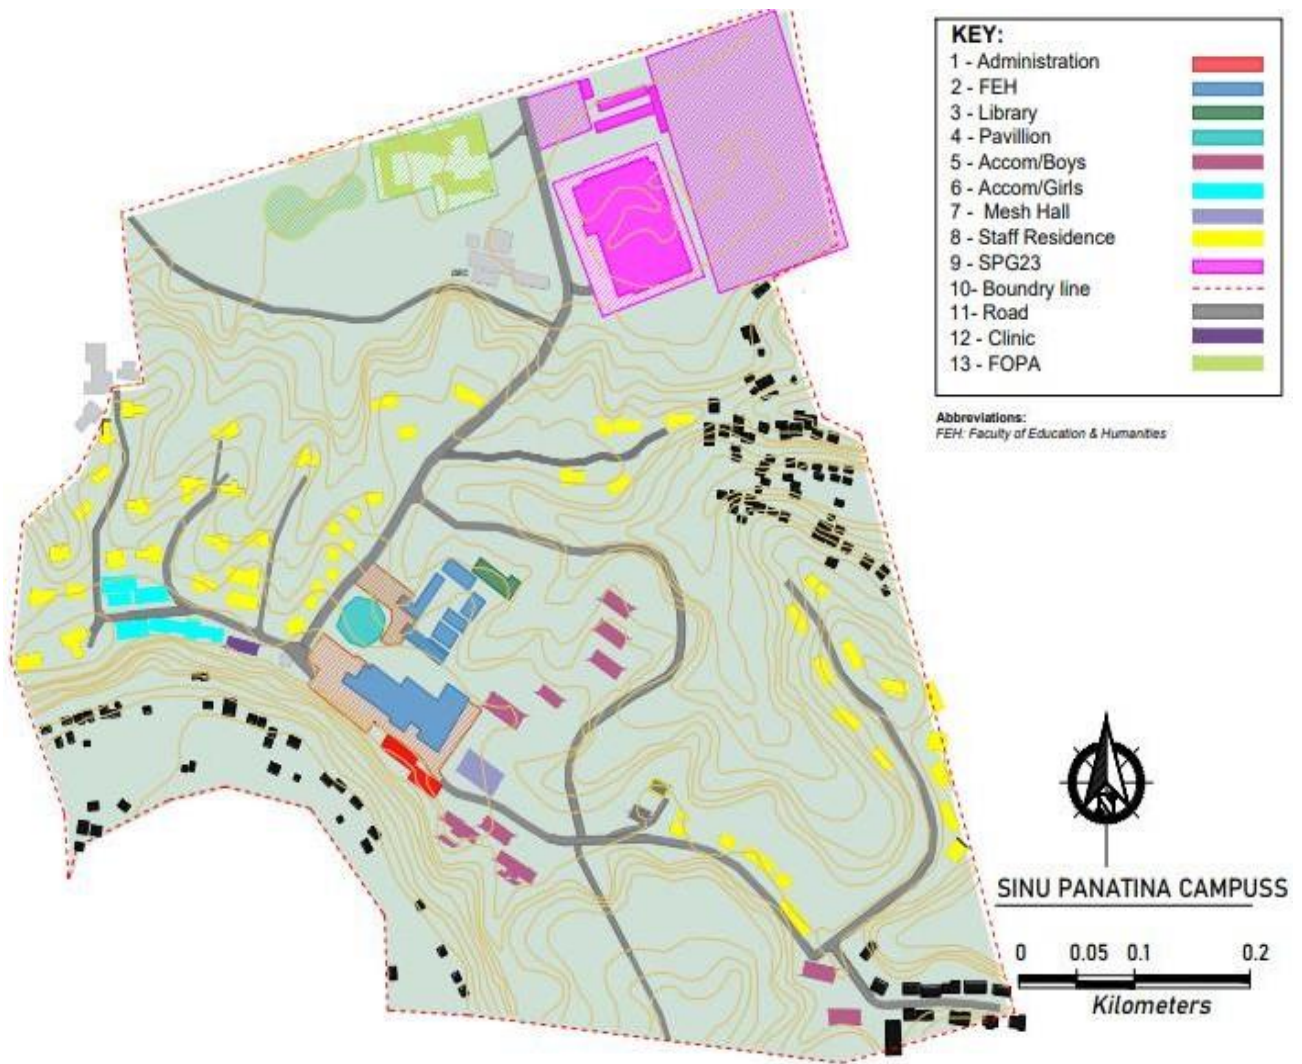 KEY:
1 - Administration
2 - FEH
3 - Library
4 - Pavillion
5 - Accom/Boys
6 - Accom/Girls
7 - Mesh Hall
8 - Staff Residence
9 - SPG23
10- Boundry line
11- Road
12 - Clinic
13 - FOPA
Abbreviations:
FEH: Faculty of Education & Humanities
SINU PANATINA CAMPUSS
0 0.05 0.1 0.2
Kilometers